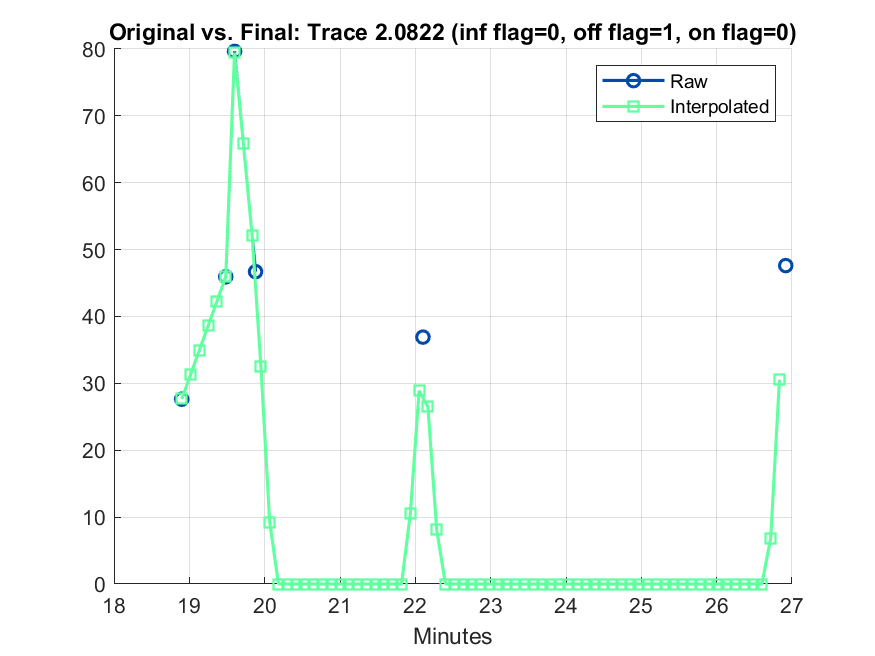 Original vs. Final: Trace 2.0822 (inf flag=0, off flag=1, on flag=0)
80
70
60
50
40
30
20
10
0
Raw
Interpolated
18 19 20 21 22 23 24 25 26 27
Minutes